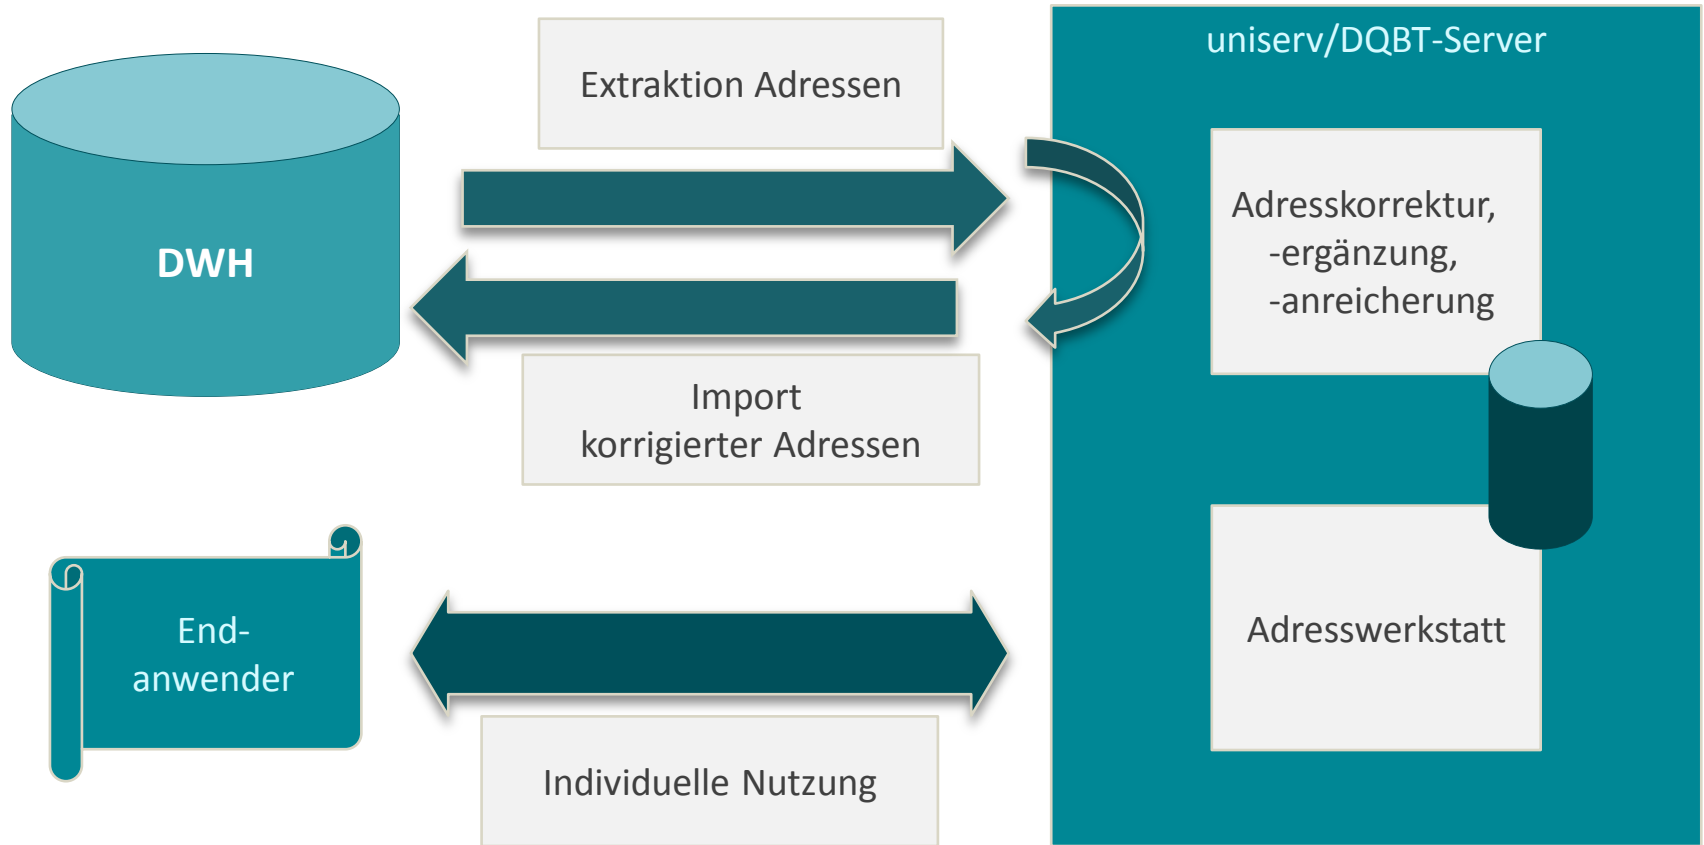 uniserv/DQBT-Server
Extraktion Adressen
DWH
Adresskorrektur,
-ergänzung,
-anreicherung
Import
korrigierter Adressen
End-
anwender
Adresswerkstatt
Individuelle Nutzung